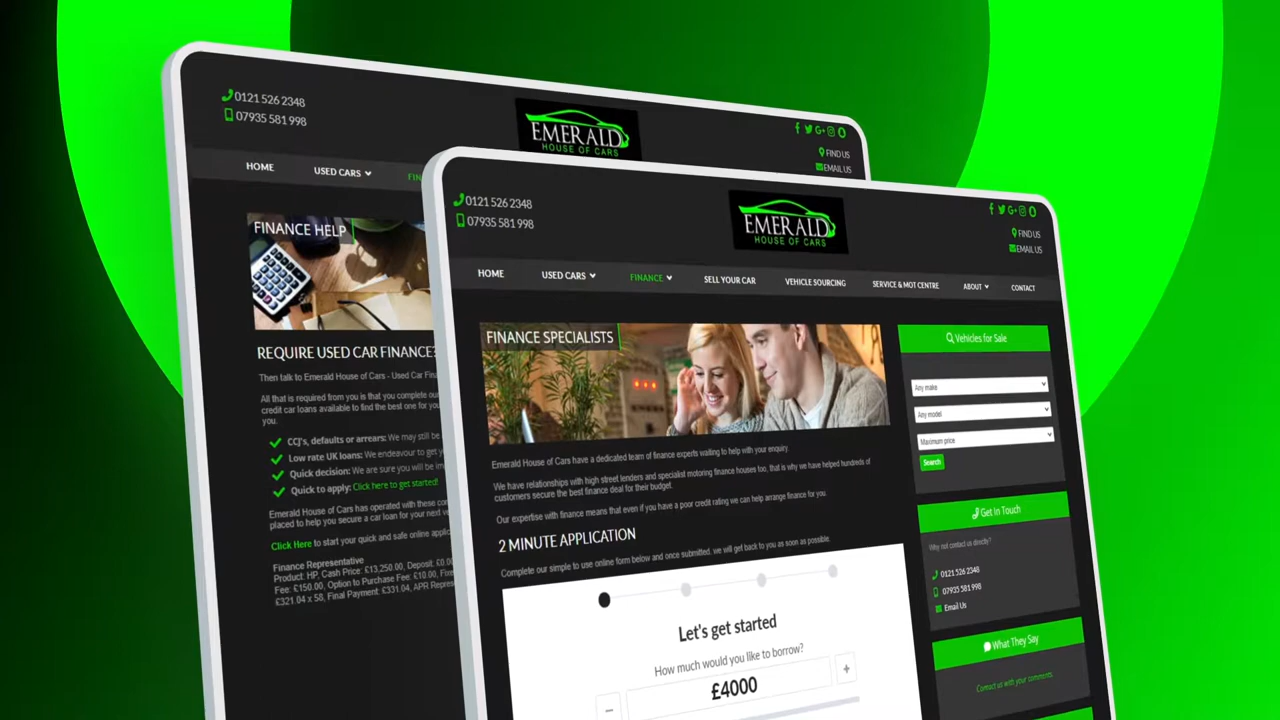 0121 526 2348
07935 581 998
EMERALD
HOUSE OF CARS
FIND US
EMAIL US
HOME
USED CARS
FINANCE HELP
REQUIRE USED CAR FINANCE?
Then talk to Emerald House of Cars - Used Car
All that is required from you is that you complete
credit car loans available to find the best one for
you.
CCJ's, defaults or arrears: We may still be
Low rate UK loans: We endeavour to get
Quick decision: We are sure you will be
Quick to apply: Click here to get started!
Emerald House of Cars has operated with these
placed to help you secure a car loan for your next
Click Here to start your quick and safe online
Finance Representative
Product: HP, Cash Price: £13,250.00, Deposit:
Fee: £150.00, Option to Purchase Fee: £10.00,
£321.04 x 58, Final Payment: £331.04, APR
0121 526 2348
07935 581 998
EMERALD
HOUSE OF CARS
FIND US
EMAIL US
HOME
USED CARS
FINANCE
SELL YOUR CAR
VEHICLE SOURCING
SERVICE & MOT CENTRE
ABOUT
CONTACT
FINANCE SPECIALISTS
Emerald House of Cars have a dedicated team of finance experts waiting to help with your enquiry.
We have relationships with high street lenders and specialist motoring finance houses too, that is why we have helped hundreds of
customers secure the best finance deal for their budget.
Our expertise with finance means that even if you have a poor credit rating we can help arrange finance for you.
2 MINUTE APPLICATION
Complete our simple to use online form below and once submitted, we will get back to you as soon as possible.
Let's get started
How much would you like to borrow?
−
£4000
+
Vehicles for Sale
Any make
Any model
Maximum price
Search
Get In Touch
Why not contact us directly?
0121 526 2348
07935 581 998
Email Us
What They Say
Contact us with your comments